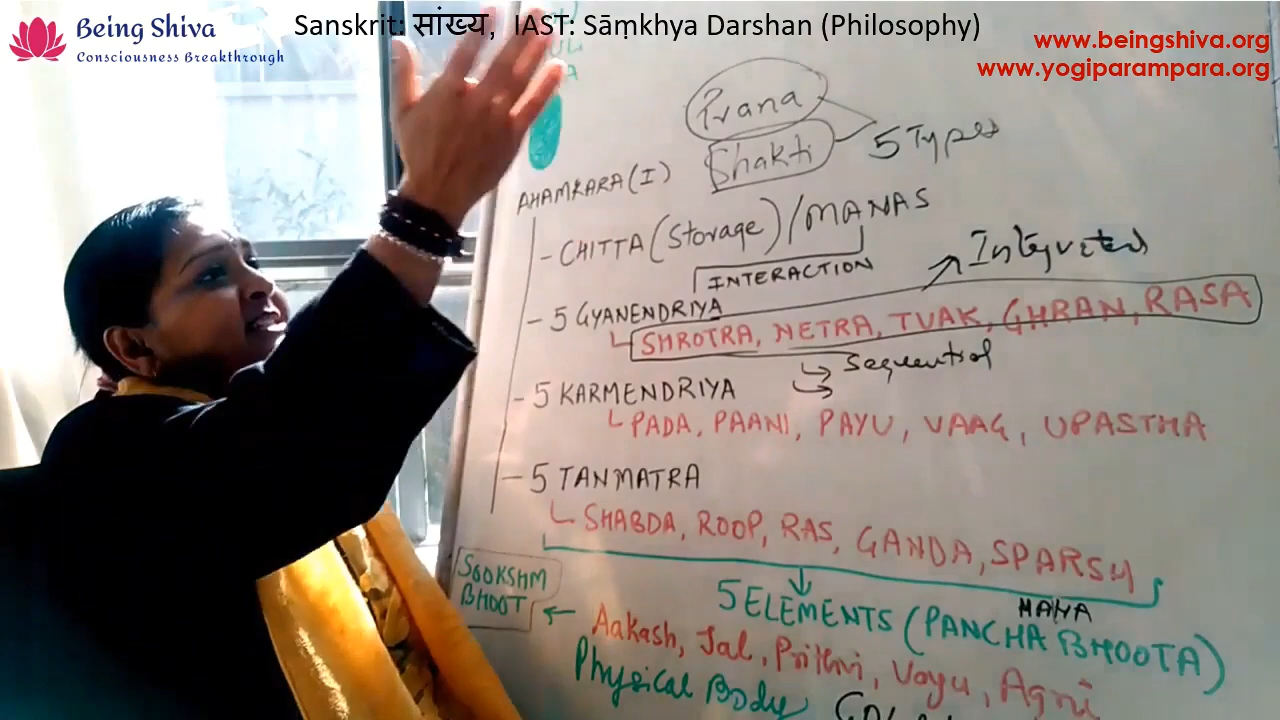 Being Shiva
Consciousness Breakthrough
Sanskrit: सांख्य, IAST: Sāṃkhya Darshan (Philosophy)
www.beingshiva.org
www.yogiparampara.org
Prana
Shakti
5 Types
AHAMKARA (I)
- CHITTA (Storage) / MANAS
INTERACTION
Integrated
- 5 GYANENDRIYA
SHROTRA, NETRA, TVAK, GHRAN, RASA
Sequential
- 5 KARMENDRIYA
PADA, PAANI, PAYU, VAAG, UPASTHA
- 5 TANMATRA
SHABDA, ROOP, RAS, GANDA, SPARSH
SOOKSHM
BHOOT
5 ELEMENTS (PANCHA MAHA BHOOTA)
Aakash, Jal, Prithvi, Vayu, Agni
Physical Body